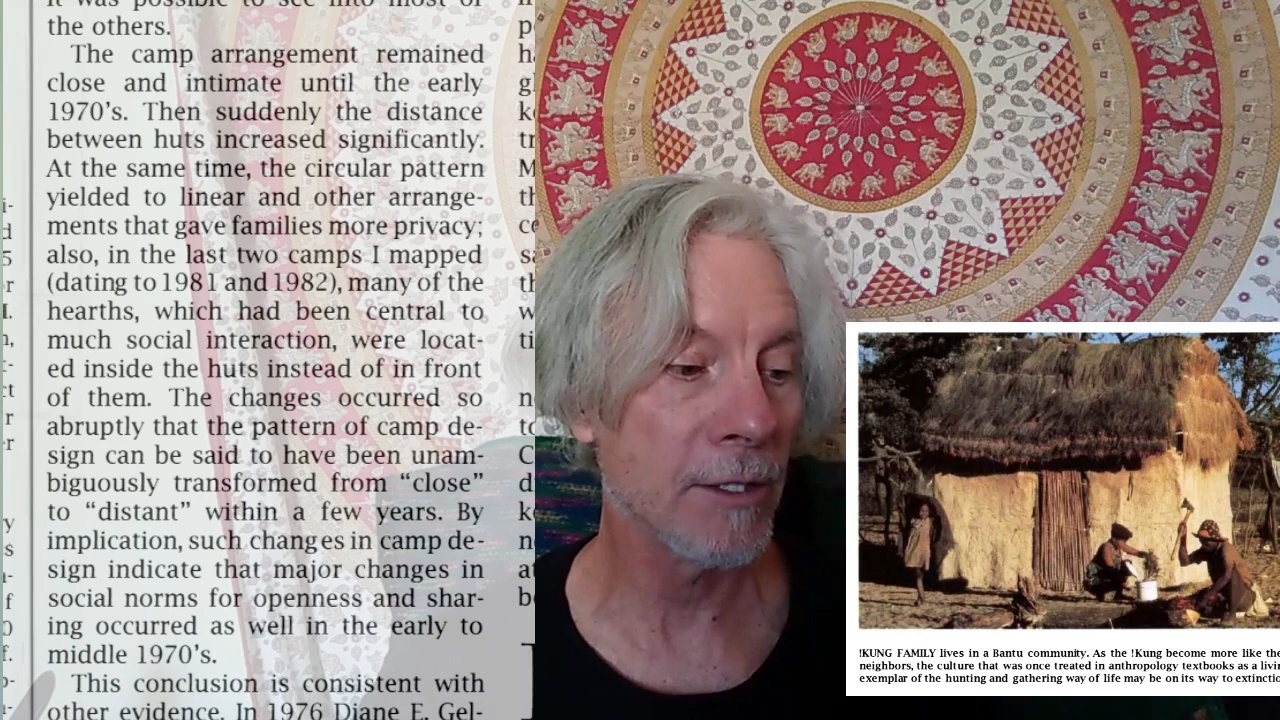 it was possible to see into most of
the others.
The camp arrangement remained
close and intimate until the early
1970's. Then suddenly the distance
between huts increased significantly.
At the same time, the circular pattern
yielded to linear and other arrange-
ments that gave families more privacy;
also, in the last two camps I mapped
(dating to 1981 and 1982), many of the
hearths, which had been central to
much social interaction, were locat-
ed inside the huts instead of in front
of them. The changes occurred so
abruptly that the pattern of camp de-
sign can be said to have been unam-
biguously transformed from “close”
to “distant” within a few years. By
implication, such changes in camp de-
sign indicate that major changes in
social norms for openness and shar-
ing occurred as well in the early to
middle 1970's.
This conclusion is consistent with
other evidence. In 1976 Diane E. Gel-
!KUNG FAMILY lives in a Bantu community. As the !Kung become more like the
neighbors, the culture that was once treated in anthropology textbooks as a
exemplar of the hunting and gathering way of life may be on its way to